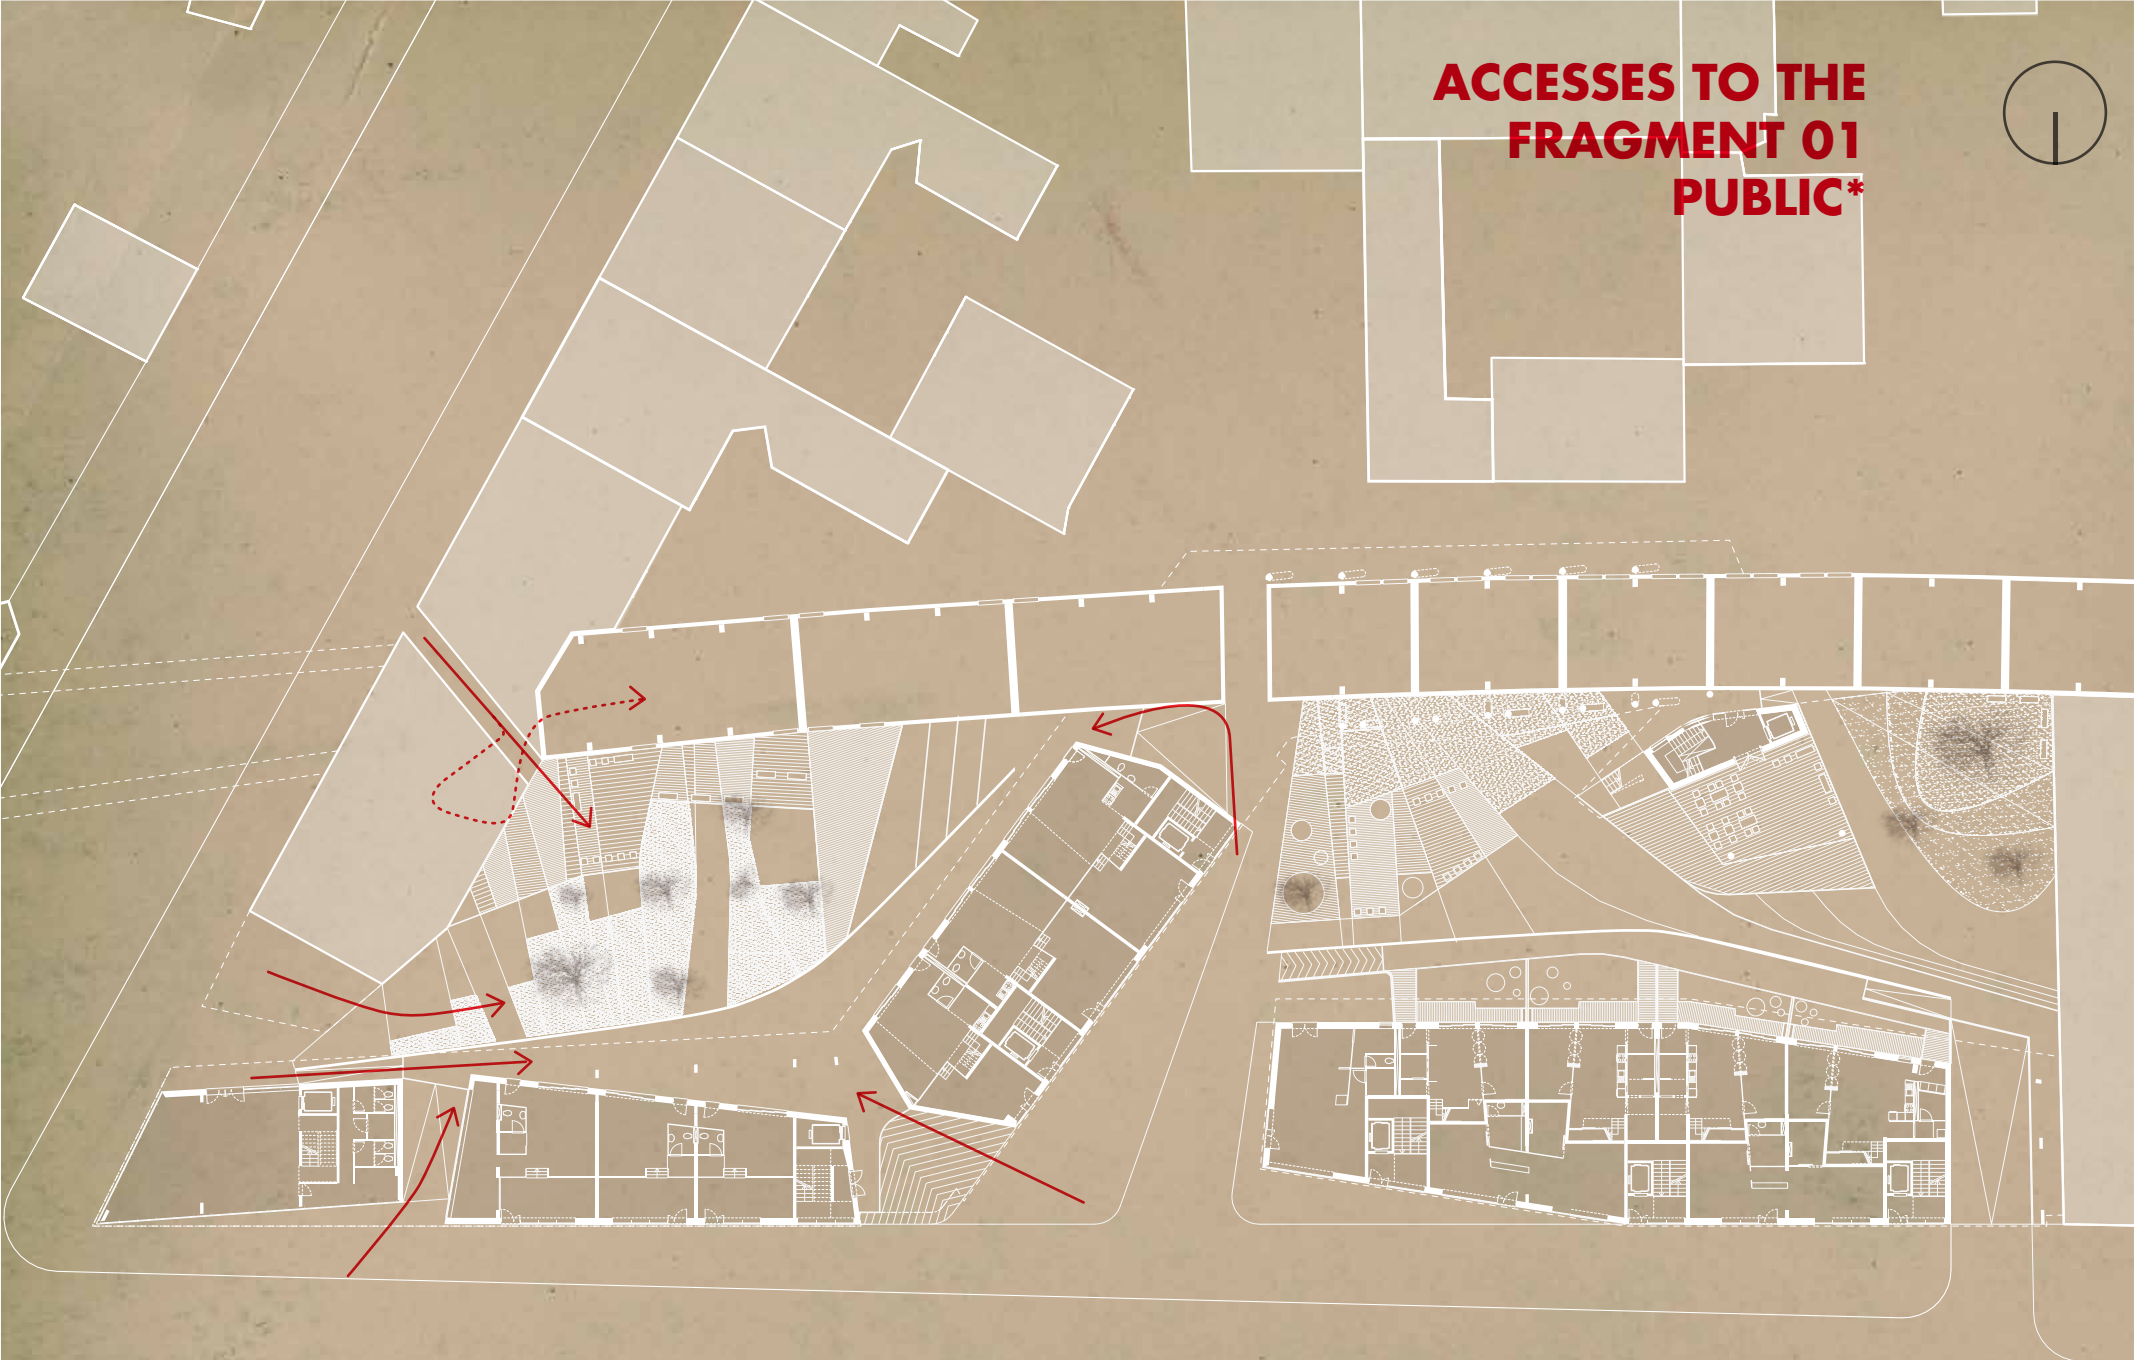 ACCESSES TO THE
FRAGMENT 01
PUBLIC*